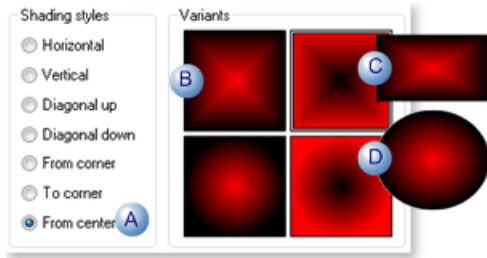 Shading styles
Horizontal
Vertical
Diagonal up
Diagonal down
From corner
To corner
From center
A
Variants
B
C
D